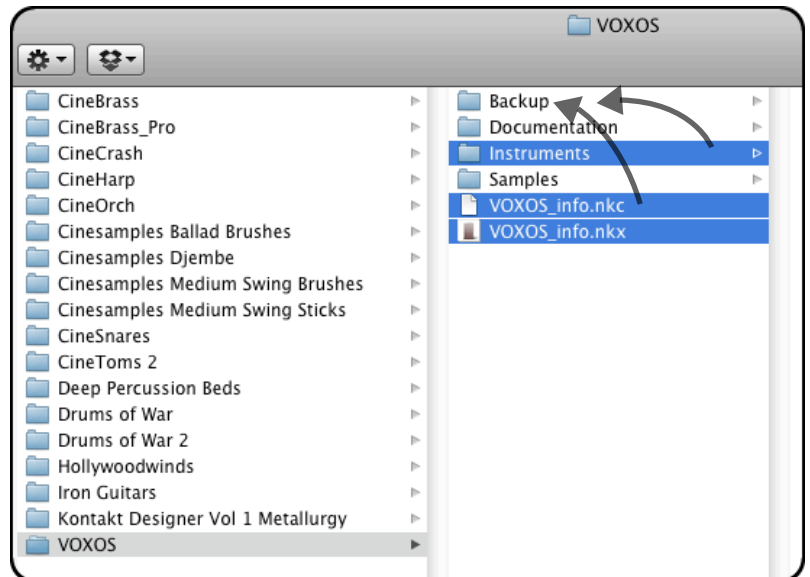 VOXOS
CineBrass
CineBrass_Pro
CineCrash
CineHarp
CineOrch
Cinesamples Ballad Brushes
Cinesamples Djembe
Cinesamples Medium Swing Brushes
Cinesamples Medium Swing Sticks
CineSnares
CineToms 2
Deep Percussion Beds
Drums of War
Drums of War 2
Hollywoodwinds
Iron Guitars
Kontakt Designer Vol 1 Metallurgy
VOXOS
Backup
Documentation
Instruments
Samples
VOXOS_info.nkc
VOXOS_info.nkx